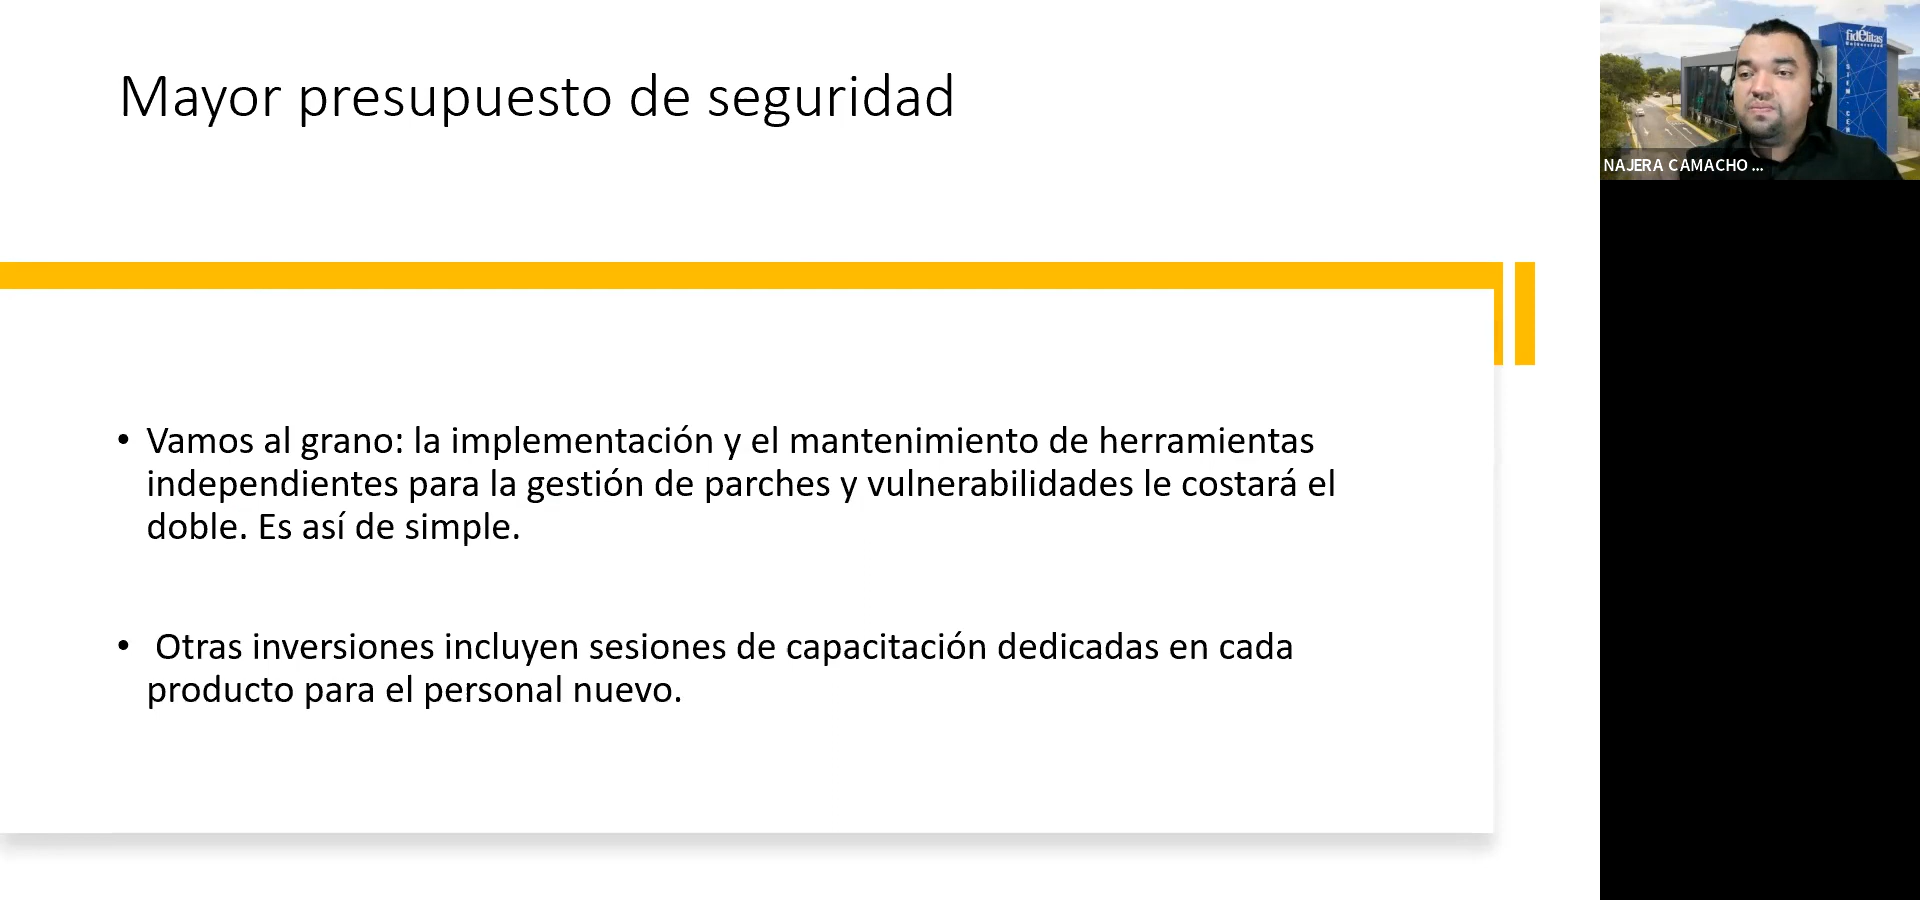 Mayor presupuesto de seguridad
• Vamos al grano: la implementación y el mantenimiento de herramientas
independientes para la gestión de parches y vulnerabilidades le costará el
doble. Es así de simple.
• Otras inversiones incluyen sesiones de capacitación dedicadas en cada
producto para el personal nuevo.
fidélitas
Universidad
NAJERA CAMACHO ...